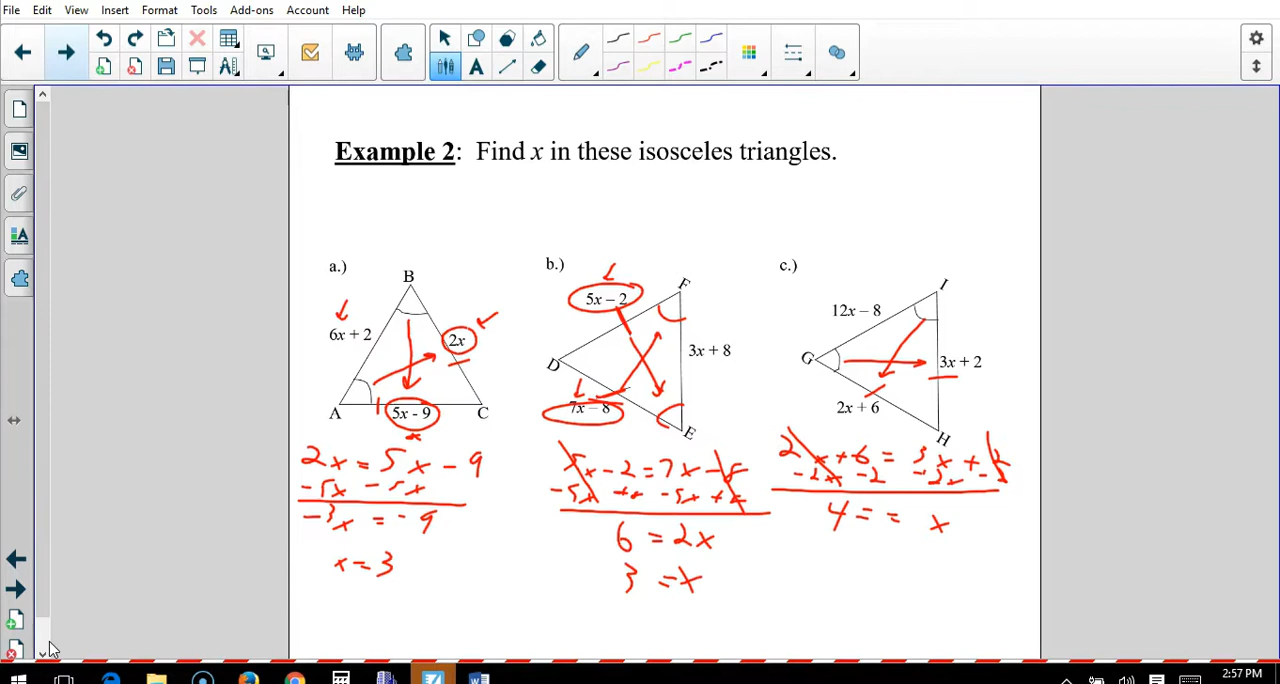 File Edit View Insert Format Tools Add-ons Account Help
Example 2: Find x in these isosceles triangles.
a.)
B
6x + 2
2x
A
5x - 9
C
2x = 5x - 9
-5x -5x
-3x = -9
x = 3
b.)
5x – 2
F
3x + 8
D
7x – 8
E
5x - 2 = 7x - 8
-5x +8 -5x +8
6 = 2x
3 = x
c.)
I
12x – 8
G
3x + 2
2x + 6
H
2x + 6 = 3x + 2
-2x -2 -2x -2
4 = = x
2:57 PM